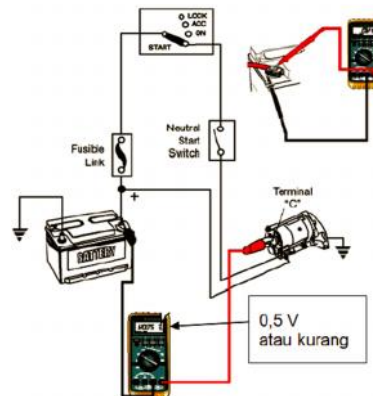 LOCK
ACC
ON
START
Fusible
Link
Neutral
Start
Switch
+
Terminal
"C"
BATTERY
0,5 V
atau kurang